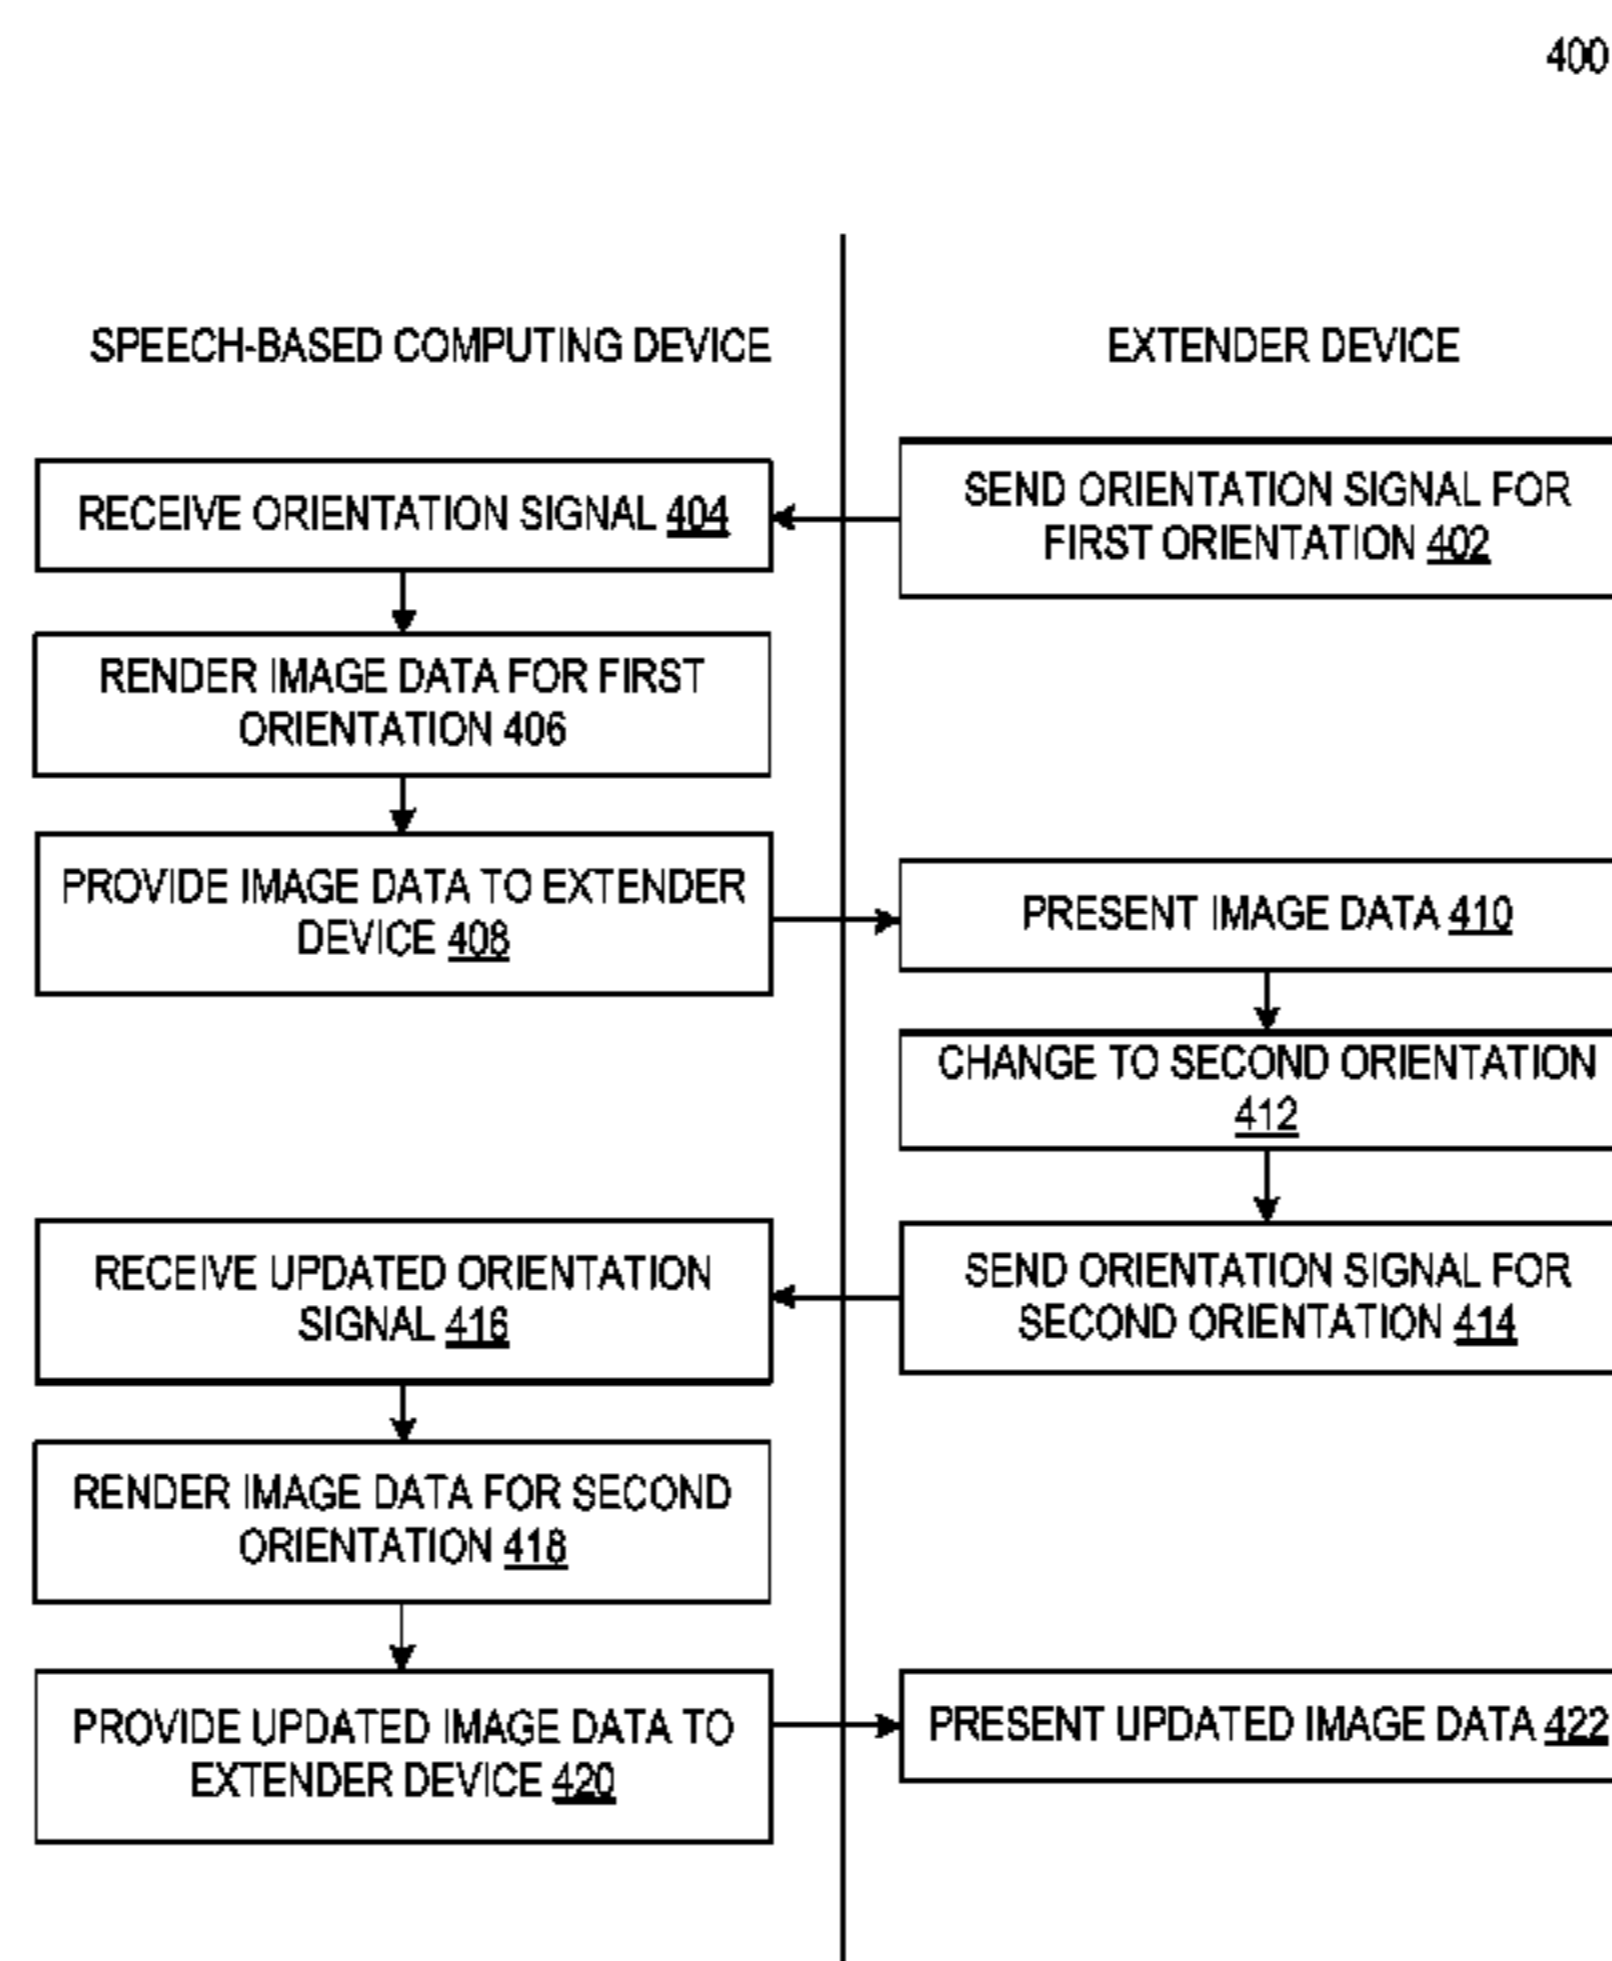 400
SPEECH-BASED COMPUTING DEVICE
EXTENDER DEVICE
SEND ORIENTATION SIGNAL FOR
FIRST ORIENTATION 402
RECEIVE ORIENTATION SIGNAL 404
RENDER IMAGE DATA FOR FIRST
ORIENTATION 406
PROVIDE IMAGE DATA TO EXTENDER
DEVICE 408
PRESENT IMAGE DATA 410
CHANGE TO SECOND ORIENTATION
412
SEND ORIENTATION SIGNAL FOR
SECOND ORIENTATION 414
RECEIVE UPDATED ORIENTATION
SIGNAL 416
RENDER IMAGE DATA FOR SECOND
ORIENTATION 418
PROVIDE UPDATED IMAGE DATA TO
EXTENDER DEVICE 420
PRESENT UPDATED IMAGE DATA 422